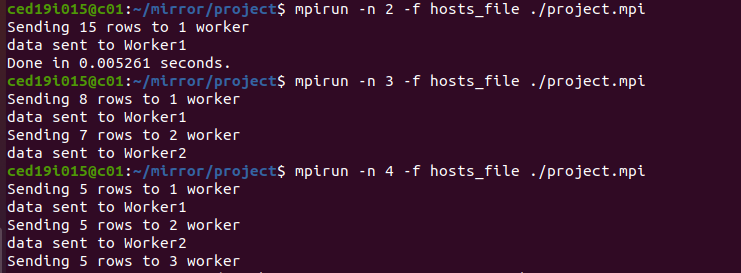 ced19i015@c01:~/mirror/project$ mpirun -n 2 -f hosts_file ./project.mpi
Sending 15 rows to 1 worker
data sent to Worker1
Done in 0.005261 seconds.
ced19i015@c01:~/mirror/project$ mpirun -n 3 -f hosts_file ./project.mpi
Sending 8 rows to 1 worker
data sent to Worker1
Sending 7 rows to 2 worker
data sent to Worker2
ced19i015@c01:~/mirror/project$ mpirun -n 4 -f hosts_file ./project.mpi
Sending 5 rows to 1 worker
data sent to Worker1
Sending 5 rows to 2 worker
data sent to Worker2
Sending 5 rows to 3 worker